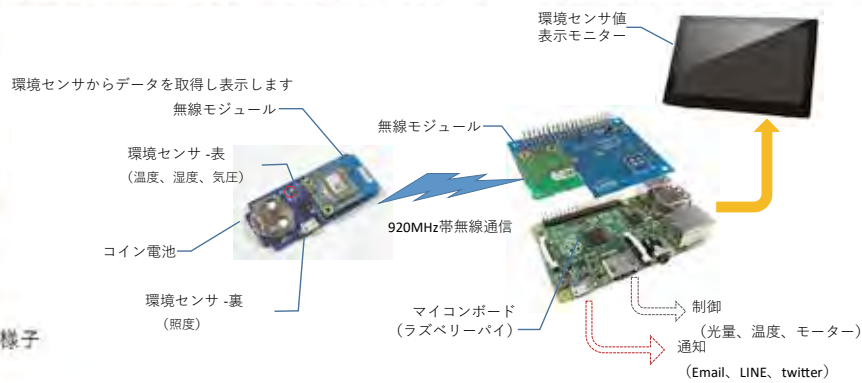 環境センサ値
表示モニター
環境センサからデータを取得し表示します
無線モジュール
無線モジュール
環境センサ -表
（温度、湿度、気圧）
920MHz帯無線通信
コイン電池
環境センサ -裏
（照度）
マイコンボード
（ラズベリーパイ）
制御
（光量、温度、モーター）
様子
通知
（Email、LINE、twitter）